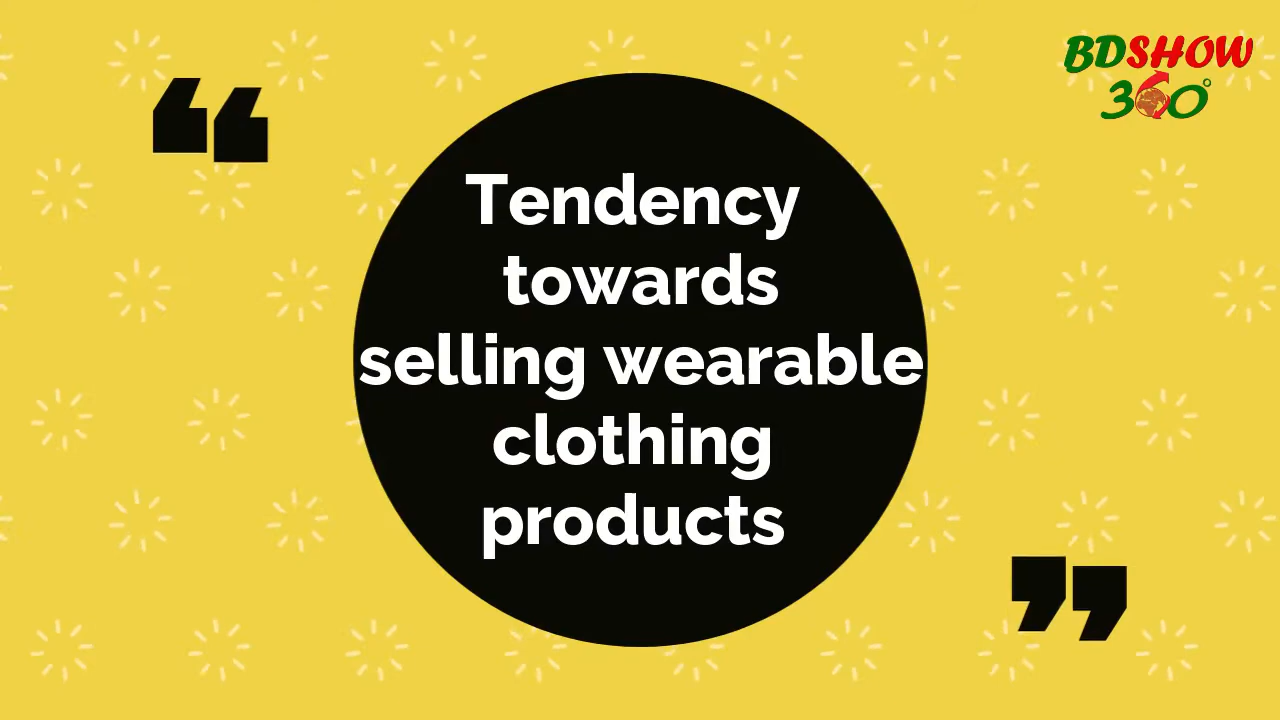 BDSHOW
360°
“
Tendency
towards
selling wearable
clothing
products
”